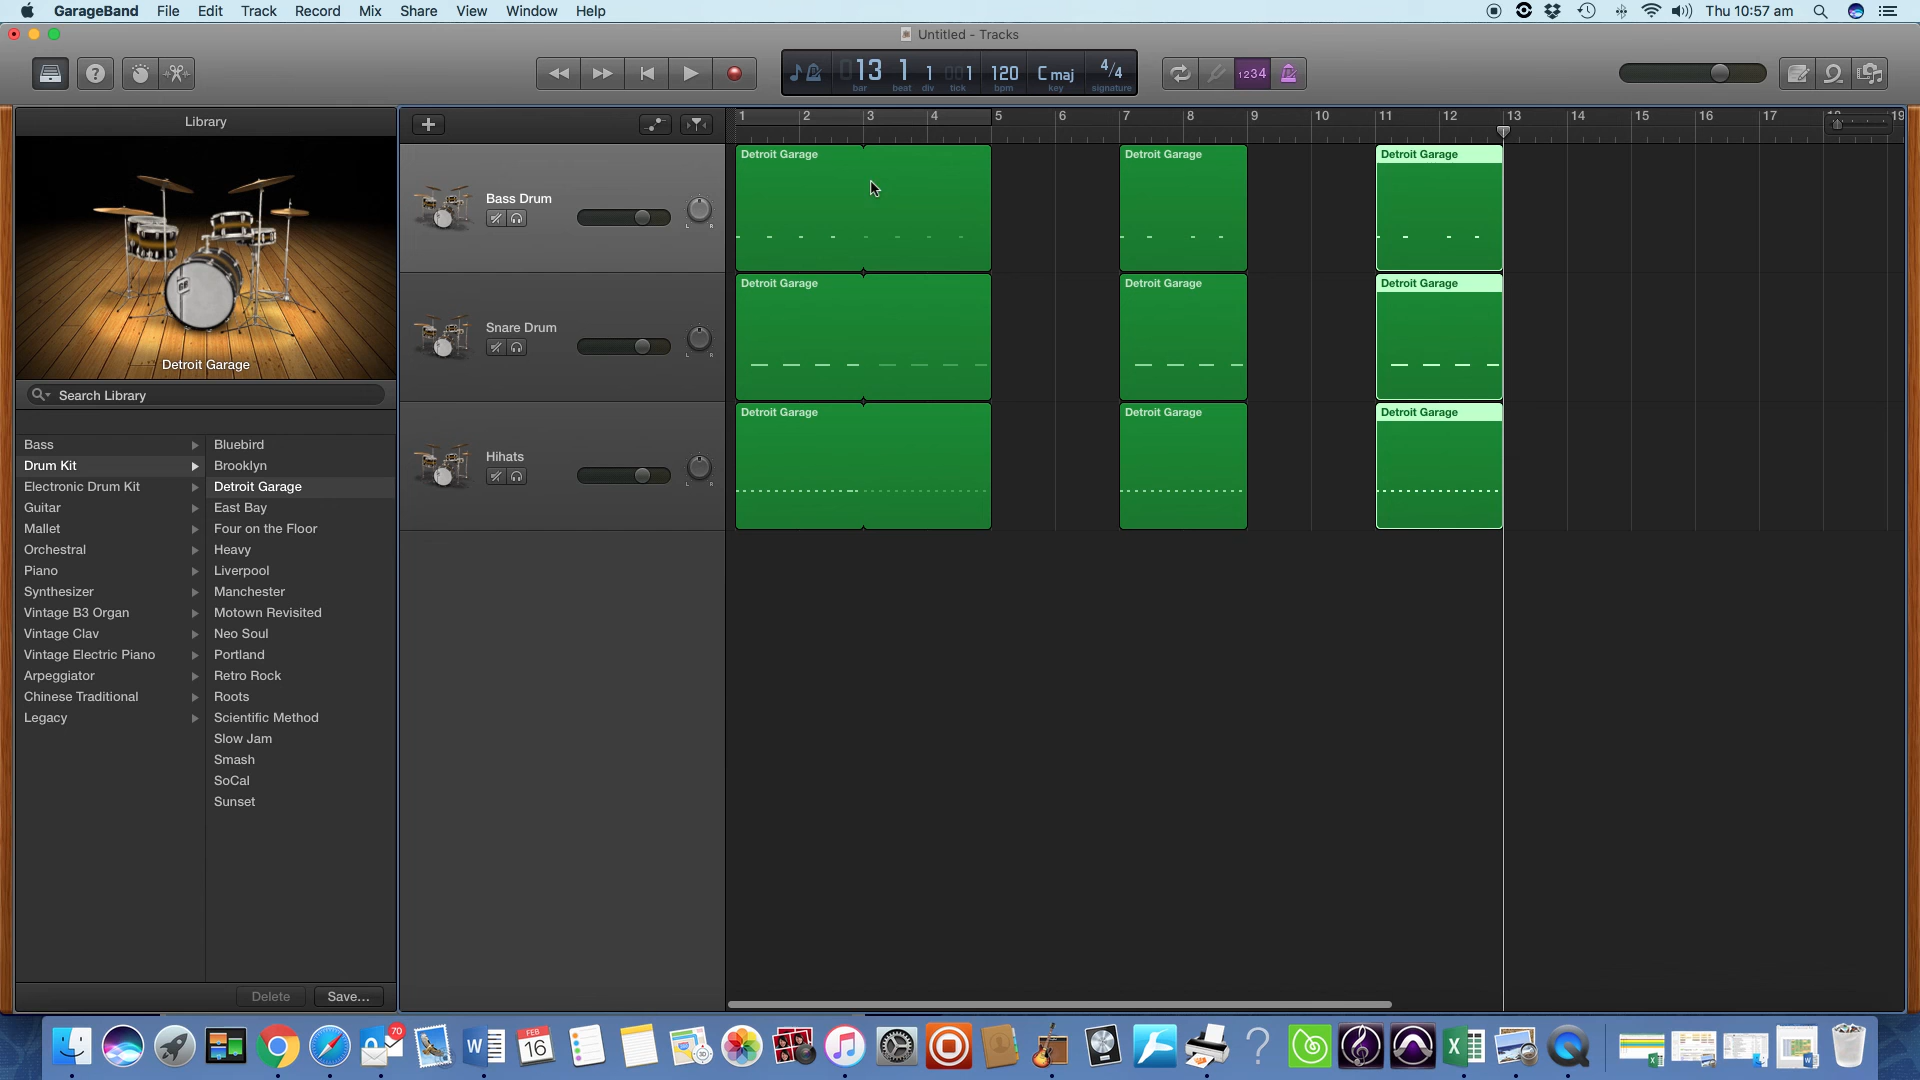 GarageBand File Edit Track Record Mix Share View Window Help Thu 10:57 am
Untitled - Tracks
13 1 1 001 120 C maj 4/4
bar beat div tick bpm key signature
1234
Library
1 2 3 4 5 6 7 8 9 10 11 12 13 14 15 16 17 18 19
Detroit Garage Detroit Garage Detroit Garage
Bass Drum
L R
Detroit Garage Detroit Garage Detroit Garage
Snare Drum
L R
Detroit Garage
Search Library
Detroit Garage Detroit Garage Detroit Garage
Hihats
L R
Bass Bluebird
Drum Kit Brooklyn
Electronic Drum Kit Detroit Garage
Guitar East Bay
Mallet Four on the Floor
Orchestral Heavy
Piano Liverpool
Synthesizer Manchester
Vintage B3 Organ Motown Revisited
Vintage Clav Neo Soul
Vintage Electric Piano Portland
Arpeggiator Retro Rock
Chinese Traditional Roots
Legacy Scientific Method
Slow Jam
Smash
SoCal
Sunset
Delete Save...
70
FEB
16
W
3D